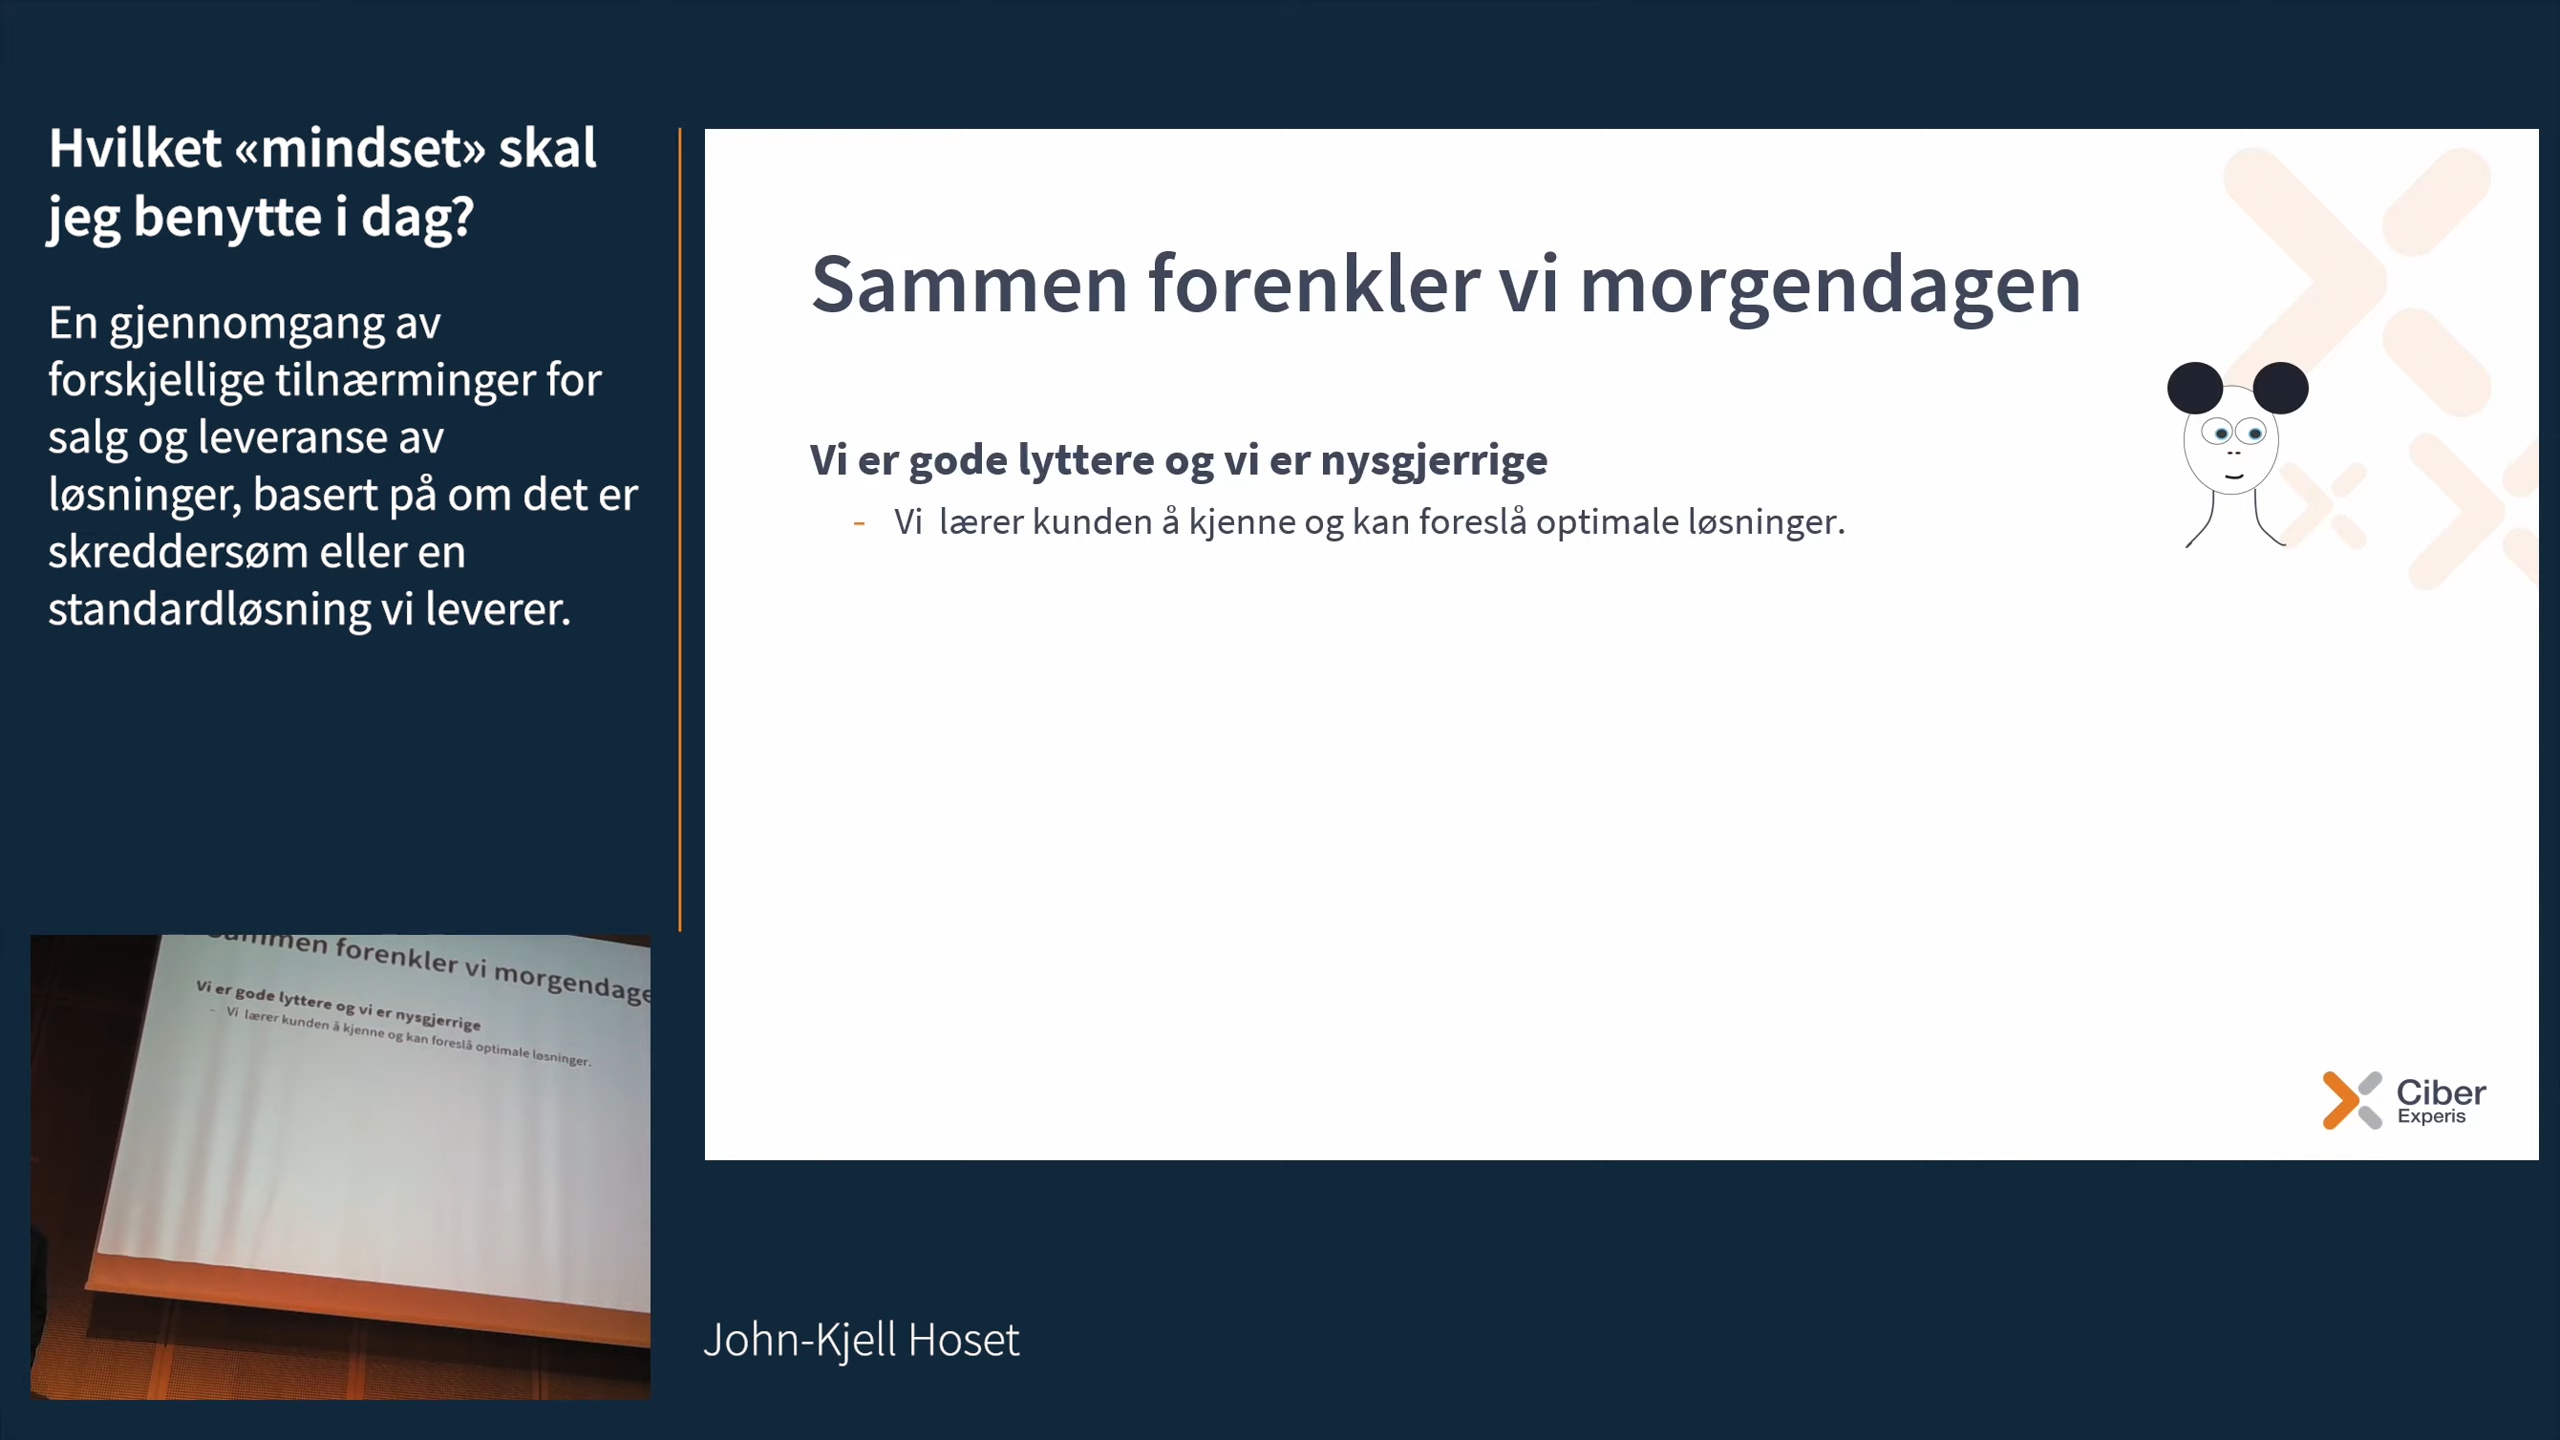 Hvilket «mindset» skal
jeg benytte i dag?
En gjennomgang av
forskjellige tilnærminger for
salg og leveranse av
løsninger, basert på om det er
skreddersøm eller en
standardløsning vi leverer.
Sammen forenkler vi morgendagen
Vi er gode lyttere og vi er nysgjerrige
- Vi lærer kunden å kjenne og kan foreslå optimale løsninger.
Ciber
Experis
Sammen forenkler vi morgendage
Vi er gode lyttere og vi er nysgjerrige
- Vi lærer kunden å kjenne og kan foreslå optimale løsninger.
John-Kjell Hoset